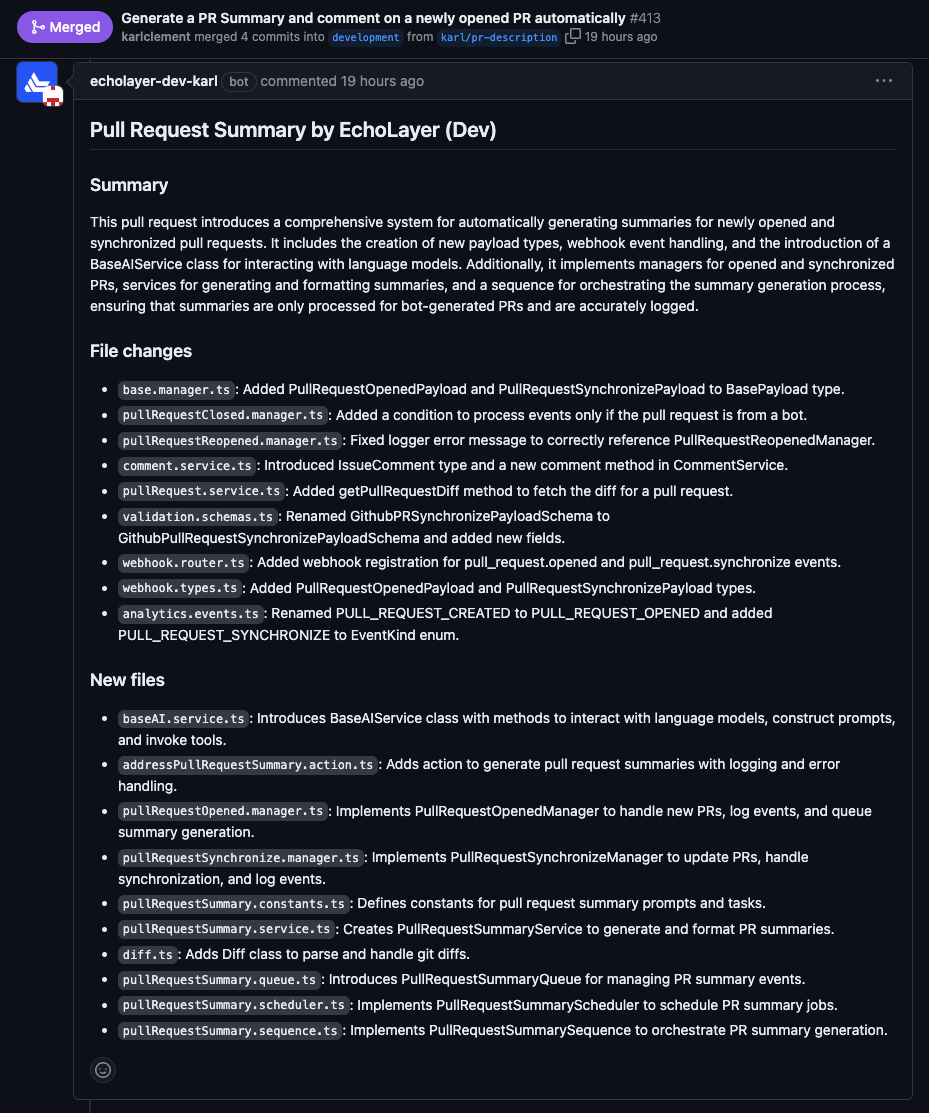 Merged
Generate a PR Summary and comment on a newly opened PR automatically #413
karlclement merged 4 commits into development from karl/pr-description 19 hours ago
echolayer-dev-karl bot commented 19 hours ago
Pull Request Summary by EchoLayer (Dev)
Summary
This pull request introduces a comprehensive system for automatically generating summaries for newly opened and
synchronized pull requests. It includes the creation of new payload types, webhook event handling, and the introduction of a
BaseAIService class for interacting with language models. Additionally, it implements managers for opened and synchronized
PRs, services for generating and formatting summaries, and a sequence for orchestrating the summary generation process,
ensuring that summaries are only processed for bot-generated PRs and are accurately logged.
File changes
• base.manager.ts: Added PullRequestOpenedPayload and PullRequestSynchronizePayload to BasePayload type.
• pullRequestClosed.manager.ts: Added a condition to process events only if the pull request is from a bot.
• pullRequestReopened.manager.ts: Fixed logger error message to correctly reference PullRequestReopenedManager.
• comment.service.ts: Introduced IssueComment type and a new comment method in CommentService.
• pullRequest.service.ts: Added getPullRequestDiff method to fetch the diff for a pull request.
• validation.schemas.ts: Renamed GithubPRSynchronizePayloadSchema to
GithubPullRequestSynchronizePayloadSchema and added new fields.
• webhook.router.ts: Added webhook registration for pull_request.opened and pull_request.synchronize events.
• webhook.types.ts: Added PullRequestOpenedPayload and PullRequestSynchronizePayload types.
• analytics.events.ts: Renamed PULL_REQUEST_CREATED to PULL_REQUEST_OPENED and added
PULL_REQUEST_SYNCHRONIZE to EventKind enum.
New files
• baseAI.service.ts: Introduces BaseAIService class with methods to interact with language models, construct prompts,
and invoke tools.
• addressPullRequestSummary.action.ts: Adds action to generate pull request summaries with logging and error
handling.
• pullRequestOpened.manager.ts: Implements PullRequestOpenedManager to handle new PRs, log events, and queue
summary generation.
• pullRequestSynchronize.manager.ts: Implements PullRequestSynchronizeManager to update PRs, handle
synchronization, and log events.
• pullRequestSummary.constants.ts: Defines constants for pull request summary prompts and tasks.
• pullRequestSummary.service.ts: Creates PullRequestSummaryService to generate and format PR summaries.
• diff.ts: Adds Diff class to parse and handle git diffs.
• pullRequestSummary.queue.ts: Introduces PullRequestSummaryQueue for managing PR summary events.
• pullRequestSummary.scheduler.ts: Implements PullRequestSummaryScheduler to schedule PR summary jobs.
• pullRequestSummary.sequence.ts: Implements PullRequestSummarySequence to orchestrate PR summary generation.